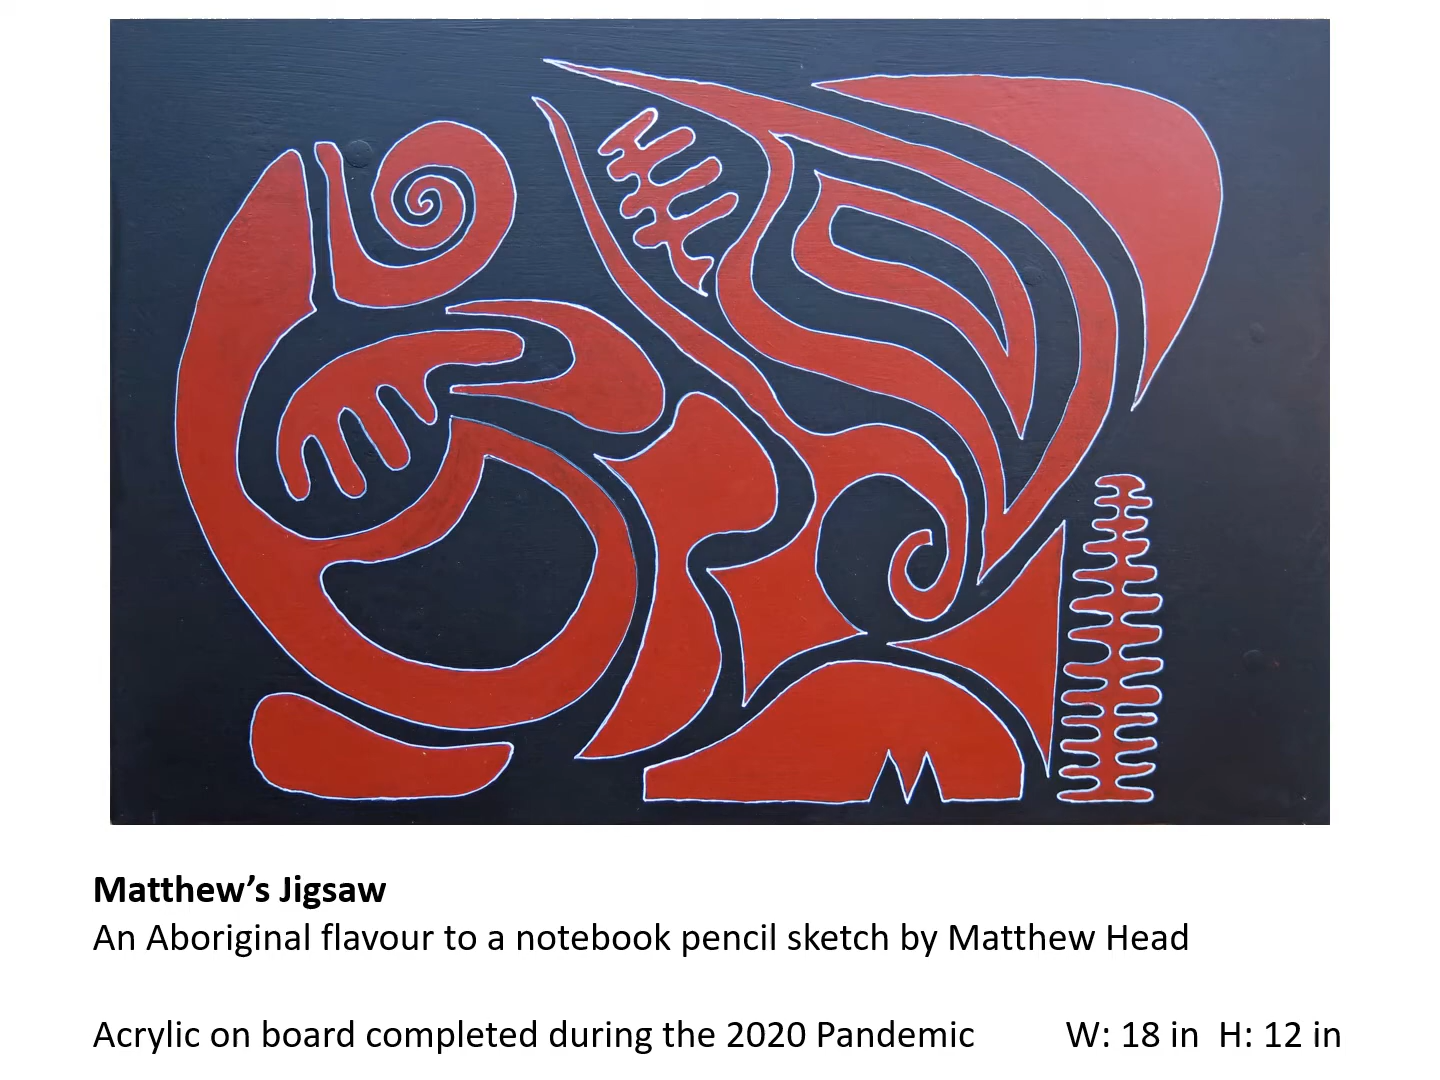 Matthew’s Jigsaw
An Aboriginal flavour to a notebook pencil sketch by Matthew Head
Acrylic on board completed during the 2020 Pandemic W: 18 in H: 12 in